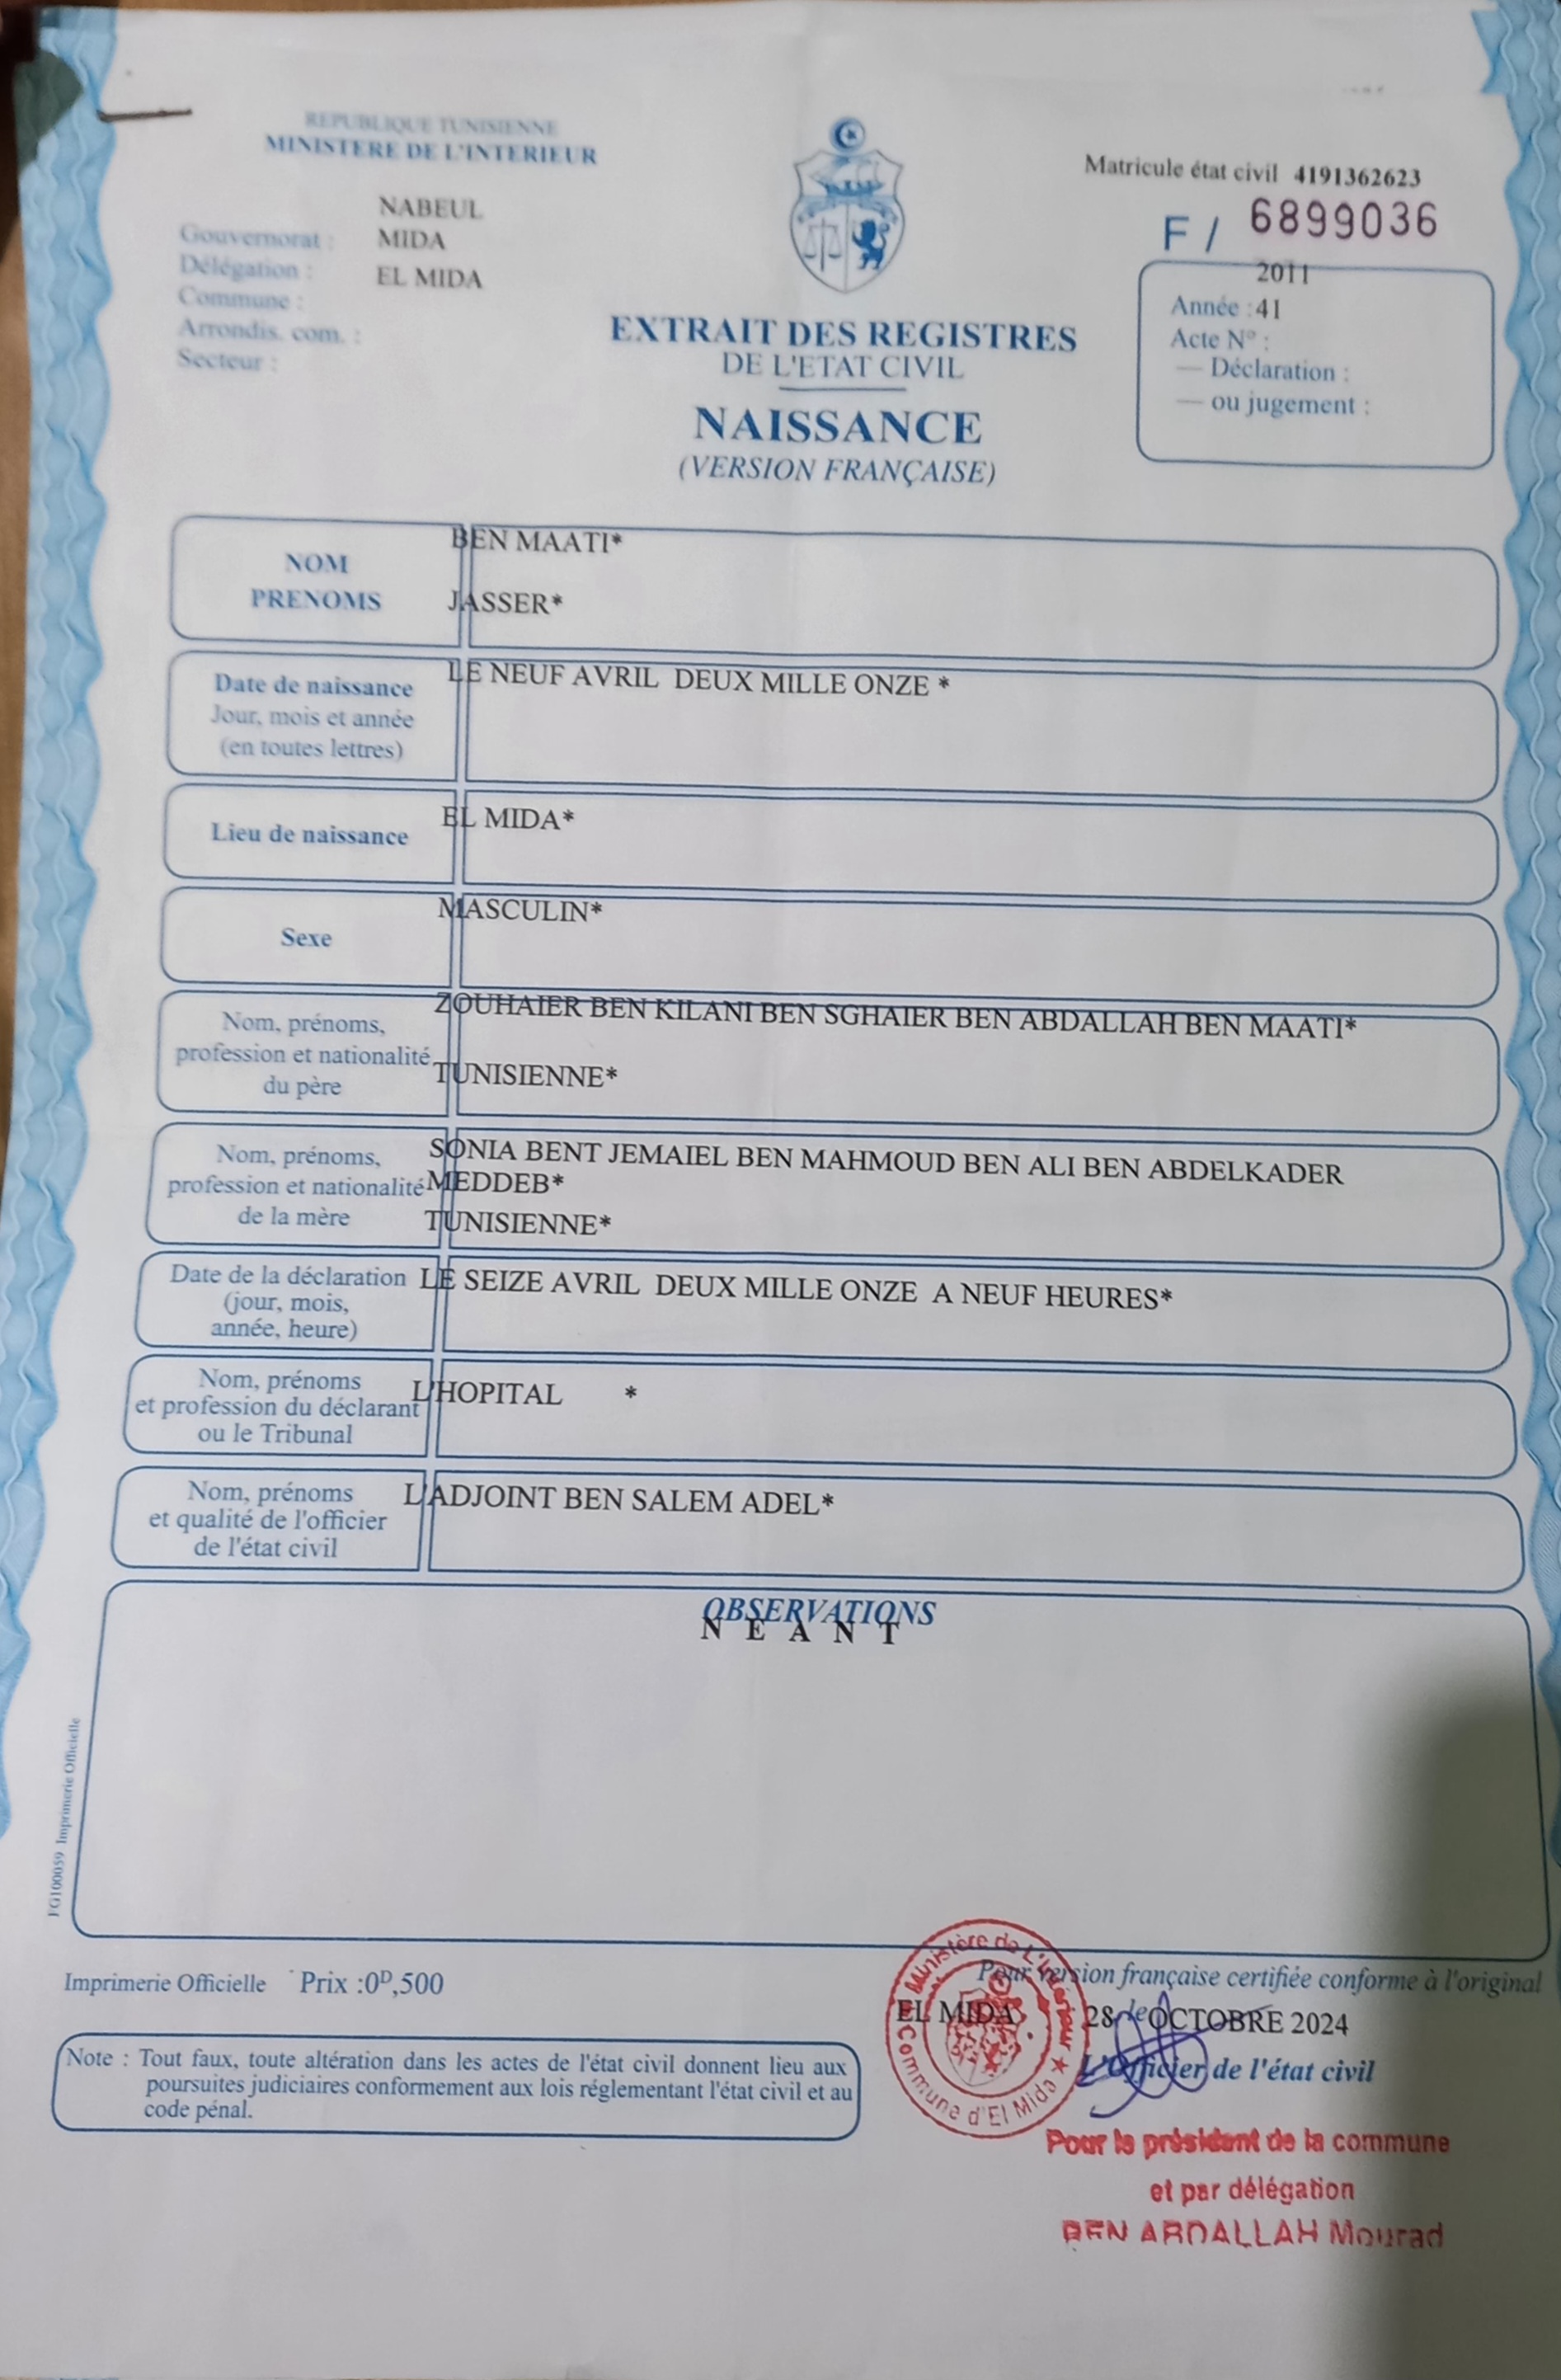 REPUBLIQUE TUNISIENNE
MINISTERE DE L'INTERIEUR
NABEUL
Gouvernorat :
MIDA
Délégation :
EL MIDA
Commune :
Arrondis. com. :
Secteur :
Matricule état civil 4191362623
F / 6899036
2011
Année : 41
Acte N° :
— Déclaration :
— ou jugement :
EXTRAIT DES REGISTRES
DE L'ETAT CIVIL
NAISSANCE
(VERSION FRANÇAISE)
NOM
BEN MAATI*
PRENOMS
JASSER*
Date de naissance
Jour, mois et année
(en toutes lettres)
LE NEUF AVRIL DEUX MILLE ONZE *
Lieu de naissance
EL MIDA*
Sexe
MASCULIN*
Nom, prénoms,
profession et nationalité
du père
ZOUHAIER BEN KILANI BEN SGHAIER BEN ABDALLAH BEN MAATI*
TUNISIENNE*
Nom, prénoms,
profession et nationalité
de la mère
SONIA BENT JEMAIEL BEN MAHMOUD BEN ALI BEN ABDELKADER
MEDDEB*
TUNISIENNE*
Date de la déclaration
(jour, mois,
année, heure)
LE SEIZE AVRIL DEUX MILLE ONZE A NEUF HEURES*
Nom, prénoms
et profession du déclarant
ou le Tribunal
L'HOPITAL *
Nom, prénoms
et qualité de l'officier
de l'état civil
L'ADJOINT BEN SALEM ADEL*
OBSERVATIONS
N E A N T
FG100059 Imprimerie Officielle
Imprimerie Officielle Prix :0ᴰ,500
Note : Tout faux, toute altération dans les actes de l'état civil donnent lieu aux
poursuites judiciaires conformement aux lois réglementant l'état civil et au
code pénal.
Pour version française certifiée conforme à l'original
EL MIDA 28 le OCTOBRE 2024
L'Officier de l'état civil
Ministère de L'Intérieur ★ Commune d'El Mida ★
Pour le président de la commune
et par délégation
BEN ABDALLAH Mourad